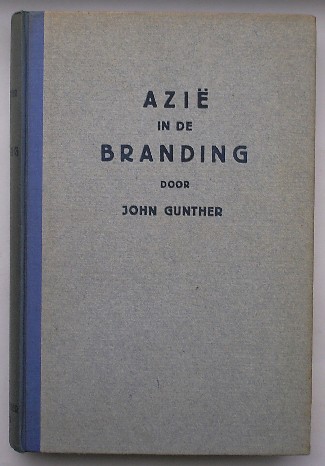 AZIË
IN DE
BRANDING
DOOR
JOHN GUNTHER